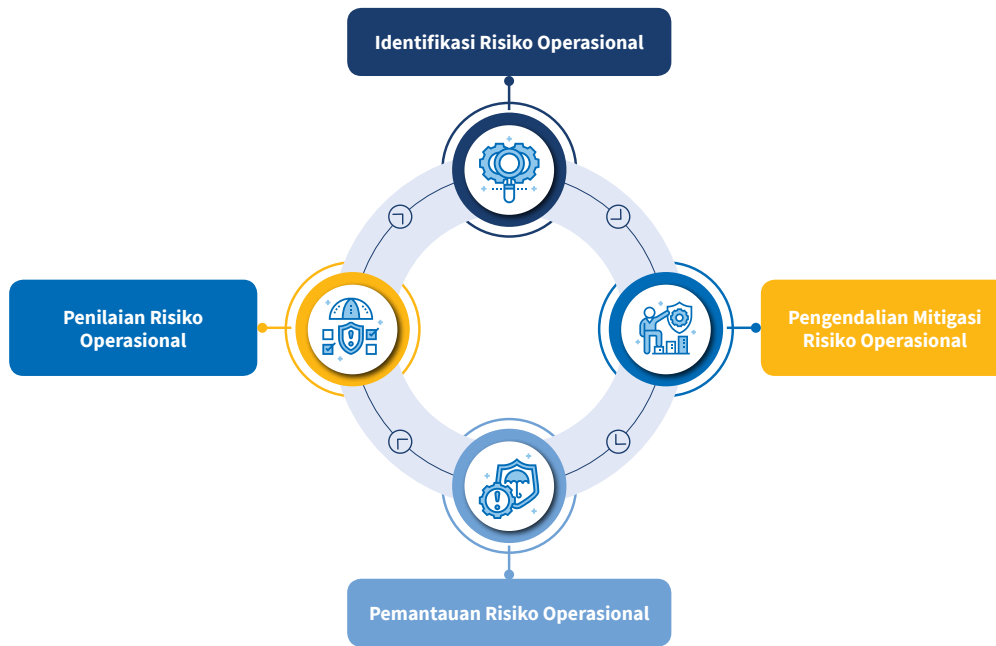 Identifikasi Risiko Operasional
Penilaian Risiko
Operasional
Pengendalian Mitigasi
Risiko Operasional
Pemantauan Risiko Operasional